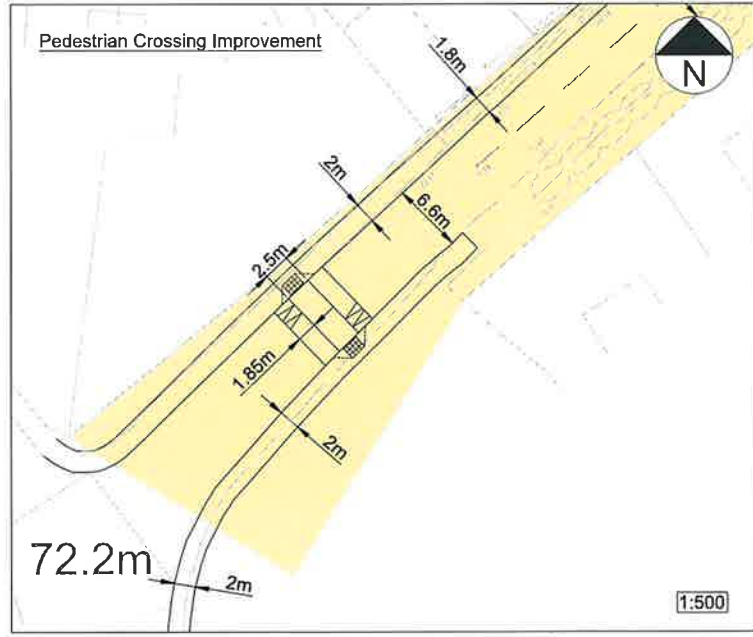 Pedestrian Crossing Improvement
N
1.8m
2m
6.6m
2.5m
1.85m
2m
72.2m
2m
1:500